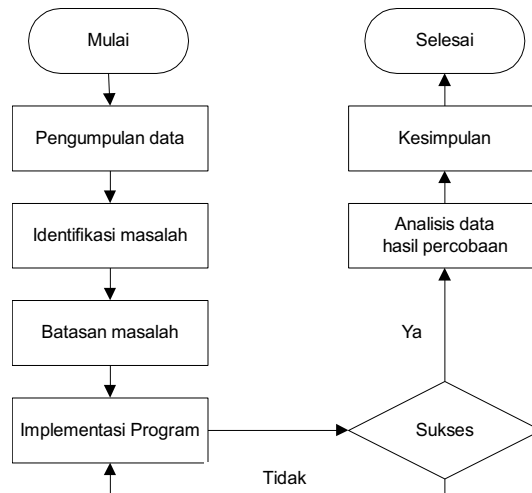 Mulai
Pengumpulan data
Identifikasi masalah
Batasan masalah
Implementasi Program
Sukses
Tidak
Ya
Analisis data
hasil percobaan
Kesimpulan
Selesai